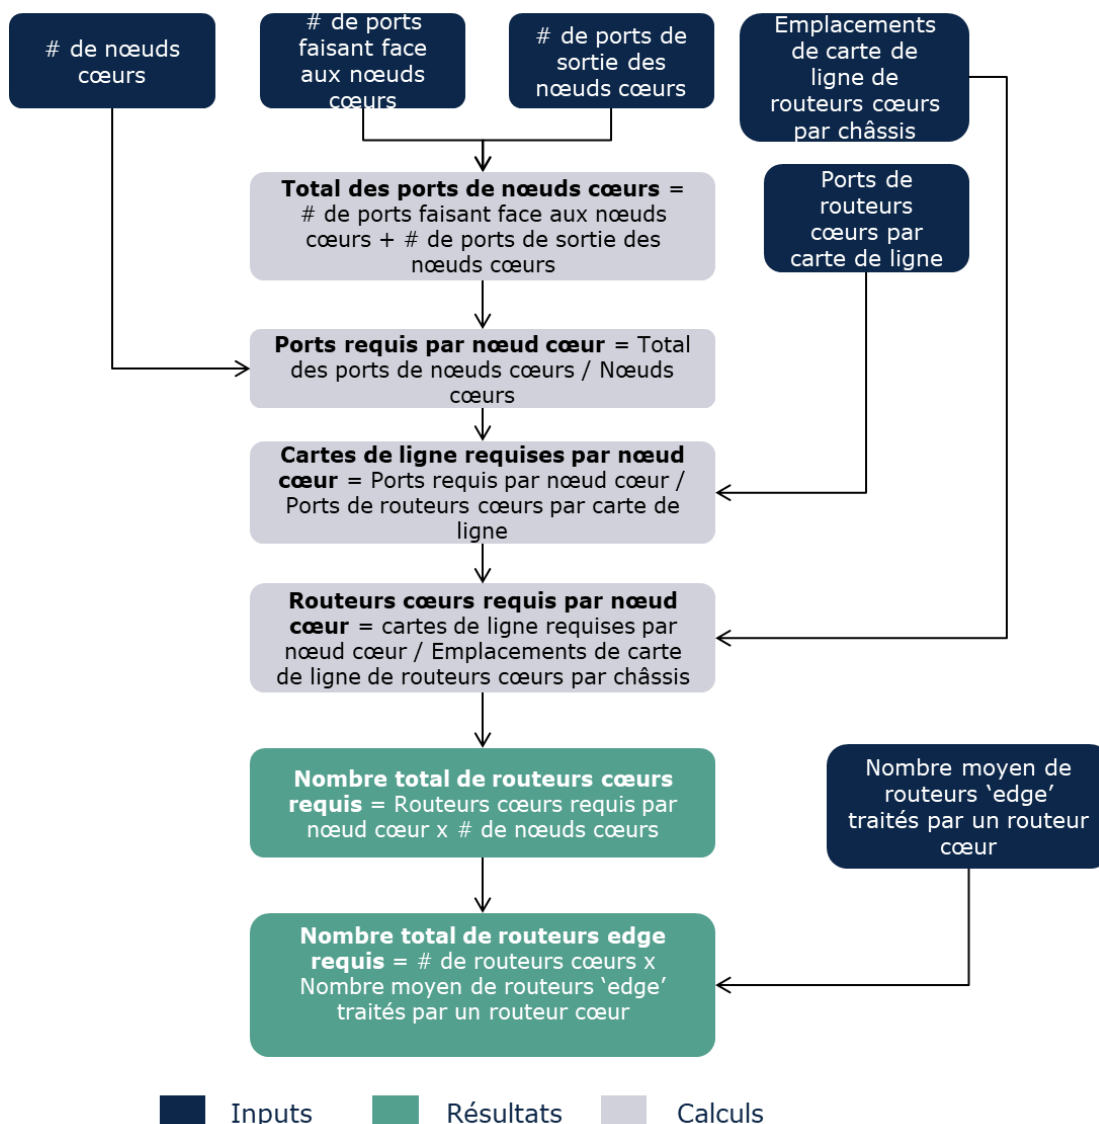 # de nœuds
cœurs
# de ports
faisant face
aux nœuds
cœurs
# de ports de
sortie des
nœuds cœurs
Emplacements
de carte de
ligne de
routeurs cœurs
par châssis
Total des ports de nœuds cœurs =
# de ports faisant face aux nœuds
cœurs + # de ports de sortie des
nœuds cœurs
Ports de
routeurs
cœurs par
carte de ligne
Ports requis par nœud cœur = Total
des ports de nœuds cœurs / Nœuds
cœurs
Cartes de ligne requises par nœud
cœur = Ports requis par nœud cœur /
Ports de routeurs cœurs par carte de
ligne
Routeurs cœurs requis par nœud
cœur = cartes de ligne requises par
nœud cœur / Emplacements de carte
de ligne de routeurs cœurs par châssis
Nombre total de routeurs cœurs
requis = Routeurs cœurs requis par
nœud cœur x # de nœuds cœurs
Nombre moyen de
routeurs ‘edge’
traités par un routeur
cœur
Nombre total de routeurs edge
requis = # de routeurs cœurs x
Nombre moyen de routeurs ‘edge’
traités par un routeur cœur
Inputs
Résultats
Calculs